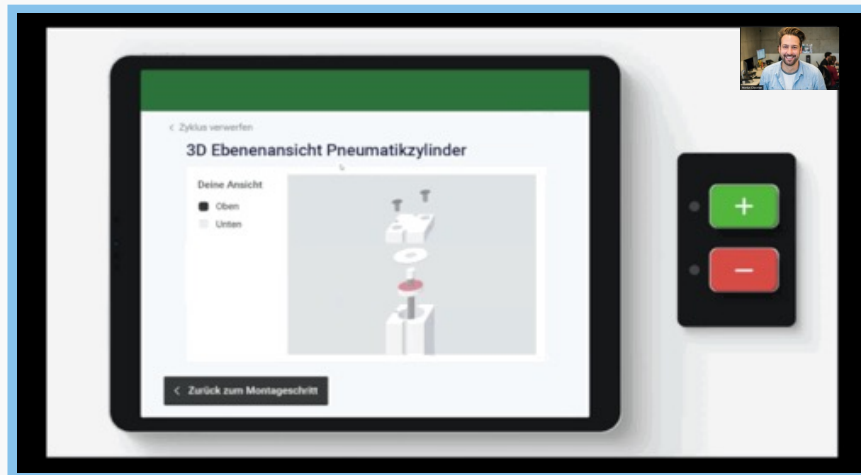 < Zyklus verwerfen
3D Ebenenansicht Pneumatikzylinder
Deine Ansicht
Oben
Unten
< Zurück zum Montageschritt
+
−